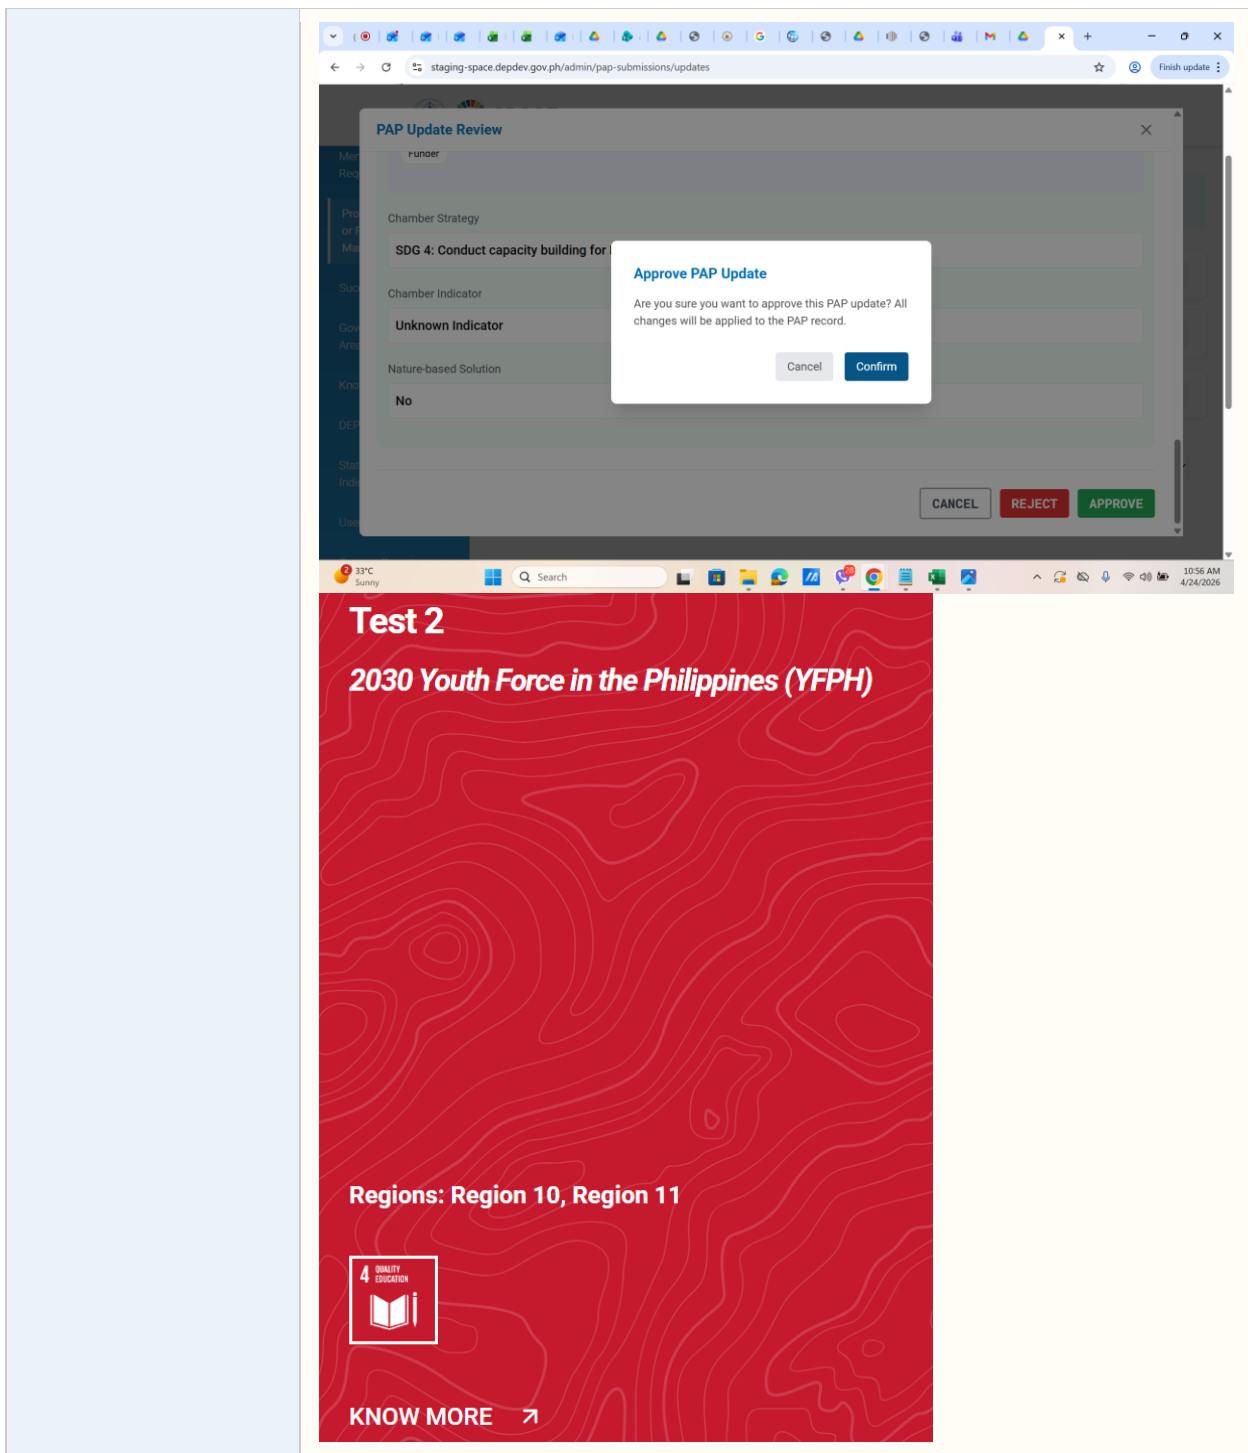 staging-space.depdev.gov.ph/admin/pap-submissions/updates
Finish update
PAP Update Review
Funder
Chamber Strategy
SDG 4: Conduct capacity building for
Chamber Indicator
Unknown Indicator
Nature-based Solution
No
Approve PAP Update
Are you sure you want to approve this PAP update? All
changes will be applied to the PAP record.
Cancel
Confirm
CANCEL
REJECT
APPROVE
2
33°C
Sunny
Search
28
10:56 AM
4/24/2026
Test 2
2030 Youth Force in the Philippines (YFPH)
Regions: Region 10, Region 11
4 QUALITY
EDUCATION
KNOW MORE